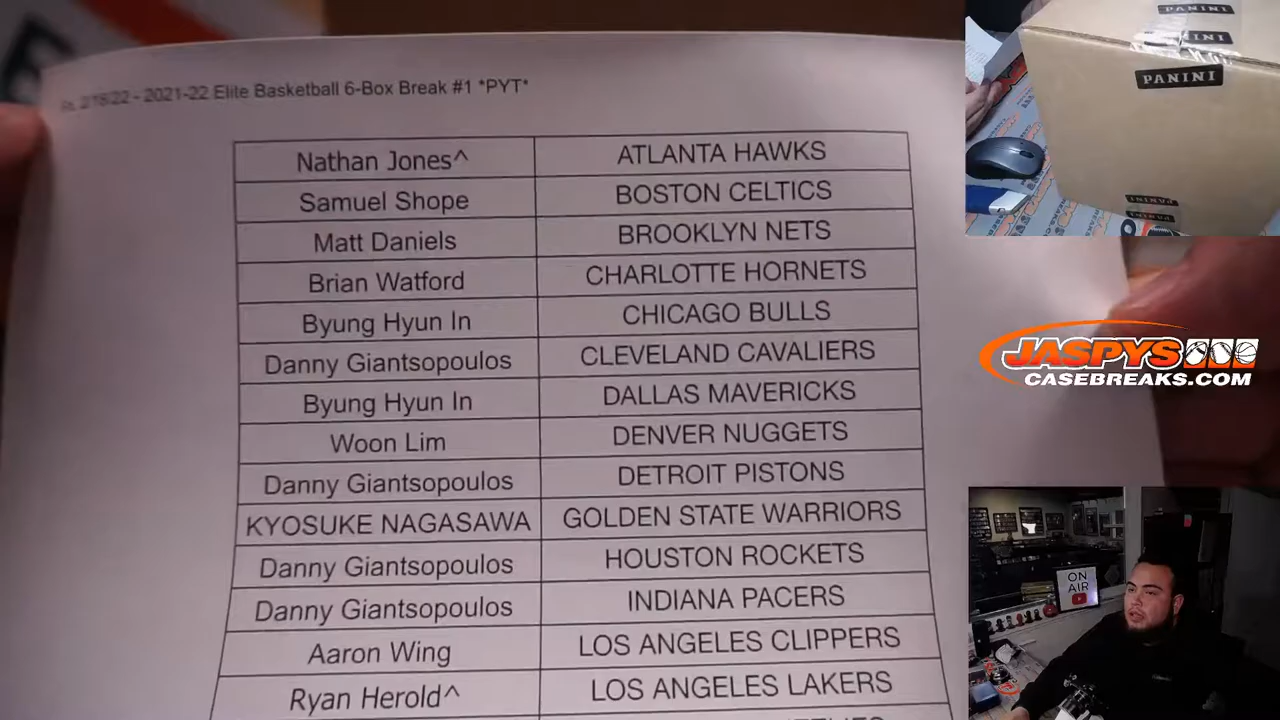 2/18/22 - 2021-22 Elite Basketball 6-Box Break #1 *PYT*
Nathan Jones^ ATLANTA HAWKS
Samuel Shope BOSTON CELTICS
Matt Daniels BROOKLYN NETS
Brian Watford CHARLOTTE HORNETS
Byung Hyun In CHICAGO BULLS
Danny Giantsopoulos CLEVELAND CAVALIERS
Byung Hyun In DALLAS MAVERICKS
Woon Lim DENVER NUGGETS
Danny Giantsopoulos DETROIT PISTONS
KYOSUKE NAGASAWA GOLDEN STATE WARRIORS
Danny Giantsopoulos HOUSTON ROCKETS
Danny Giantsopoulos INDIANA PACERS
Aaron Wing LOS ANGELES CLIPPERS
Ryan Herold^ LOS ANGELES LAKERS
PANINI
PANINI
PANINI
PANINI
JASPYS
CASEBREAKS.COM
ON
AIR